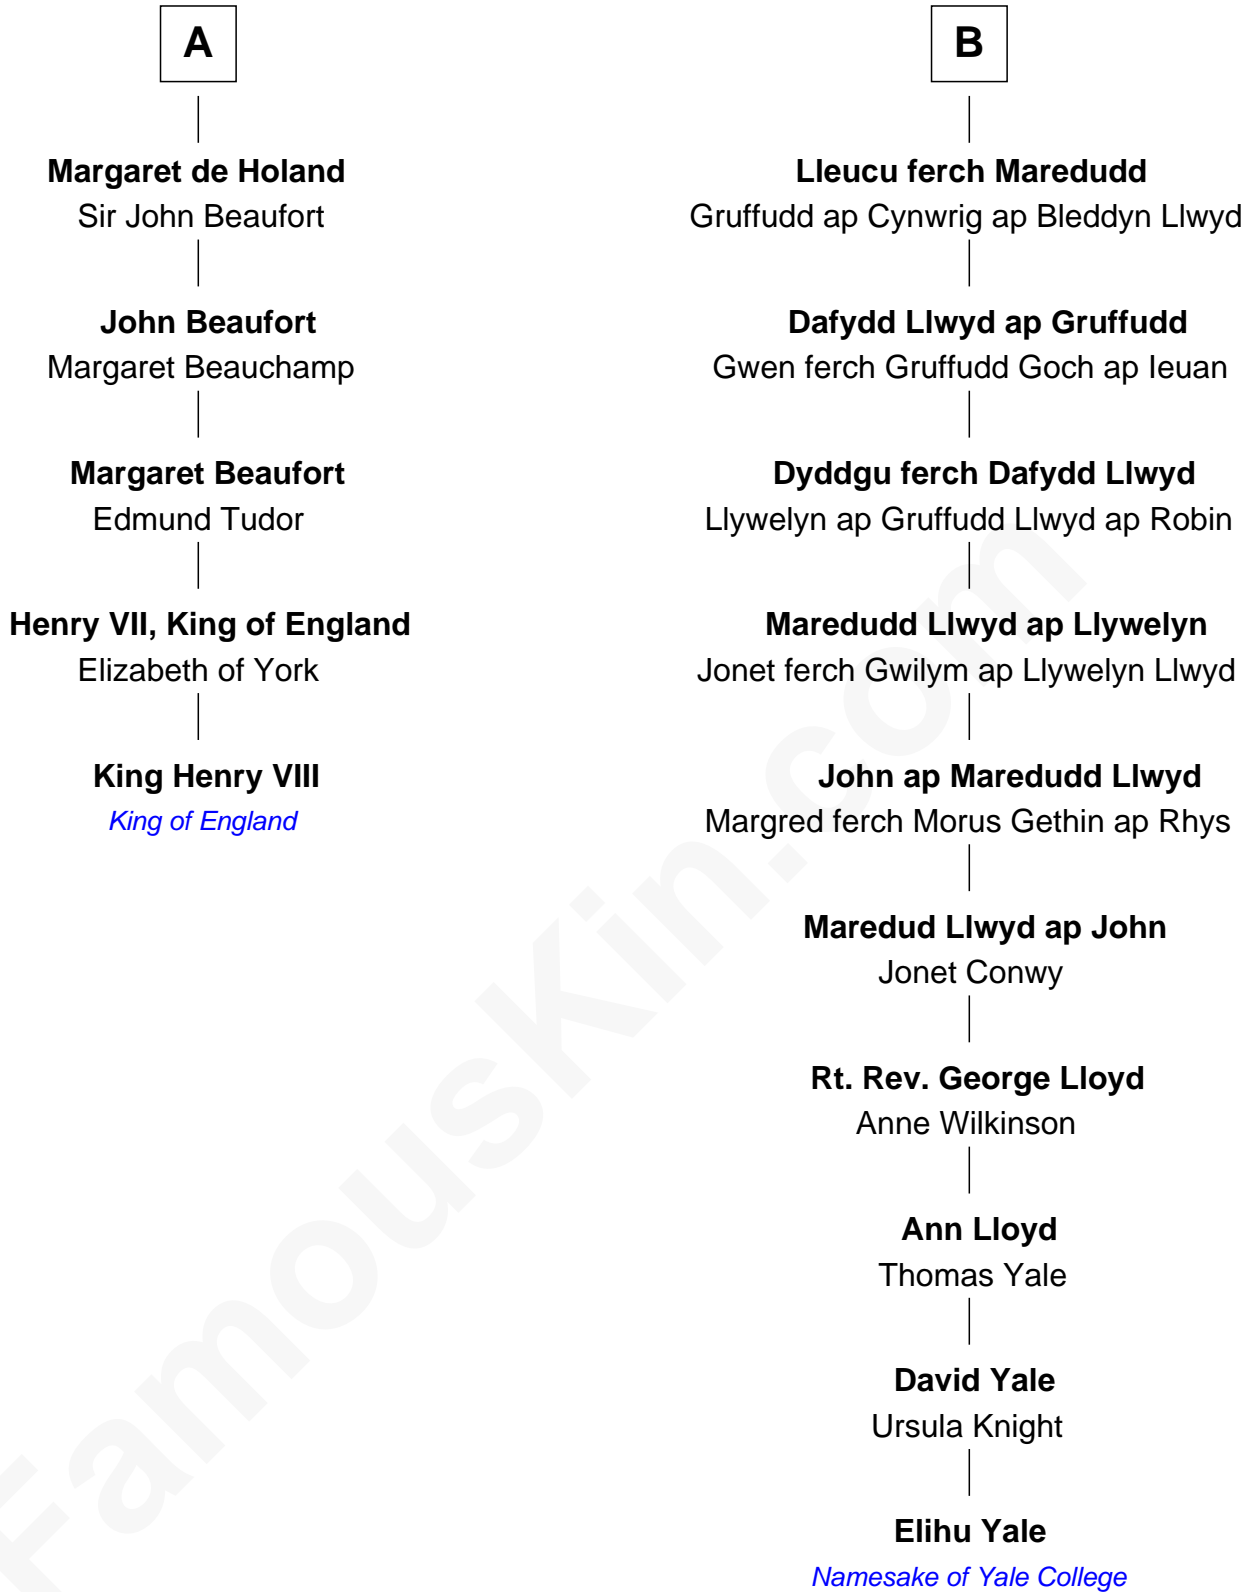 A
Margaret de Holand
Sir John Beaufort
John Beaufort
Margaret Beauchamp
Margaret Beaufort
Edmund Tudor
Henry VII, King of England
Elizabeth of York
King Henry VIII
King of England
B
Lleucu ferch Maredudd
Gruffudd ap Cynwrig ap Bleddyn Llwyd
Dafydd Llwyd ap Gruffudd
Gwen ferch Gruffudd Goch ap Ieuan
Dyddgu ferch Dafydd Llwyd
Llywelyn ap Gruffudd Llwyd ap Robin
Maredudd Llwyd ap Llywelyn
Jonet ferch Gwilym ap Llywelyn Llwyd
John ap Maredudd Llwyd
Margred ferch Morus Gethin ap Rhys
Maredud Llwyd ap John
Jonet Conwy
Rt. Rev. George Lloyd
Anne Wilkinson
Ann Lloyd
Thomas Yale
David Yale
Ursula Knight
Elihu Yale
Namesake of Yale College
FamousKin.com